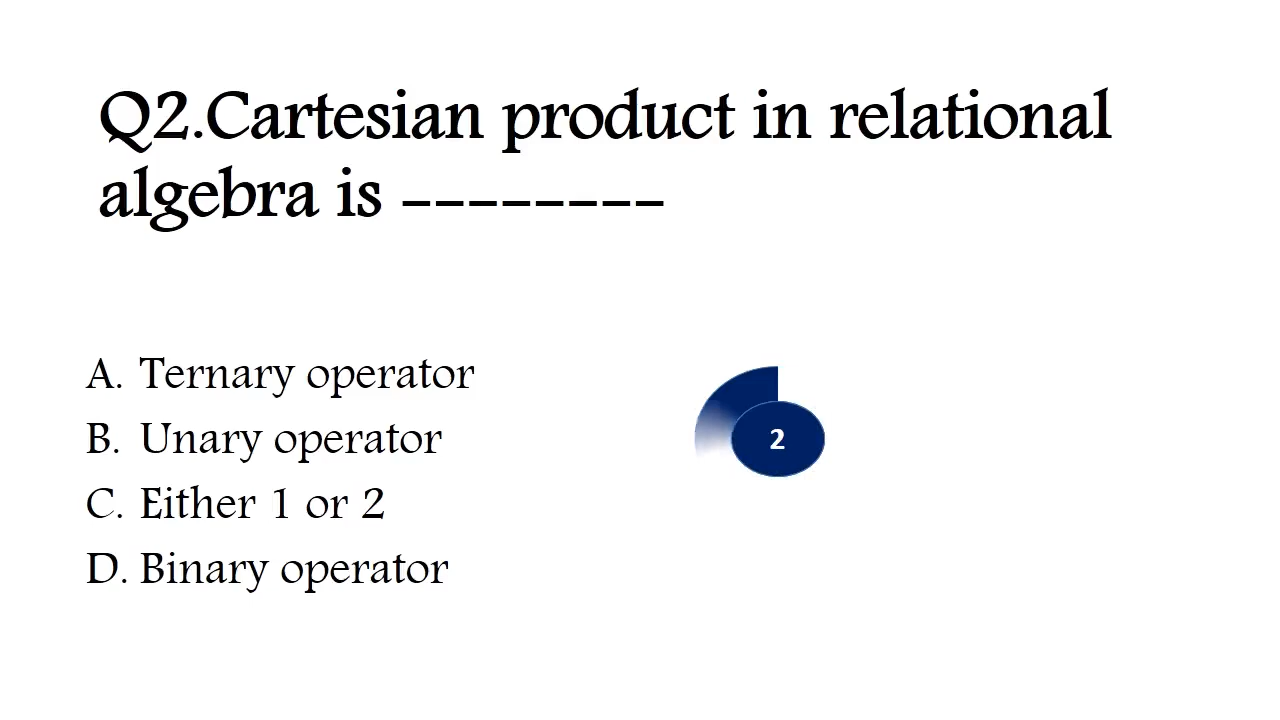 Q2.Cartesian product in relational
algebra is --------
A. Ternary operator
B. Unary operator
C. Either 1 or 2
D. Binary operator
2